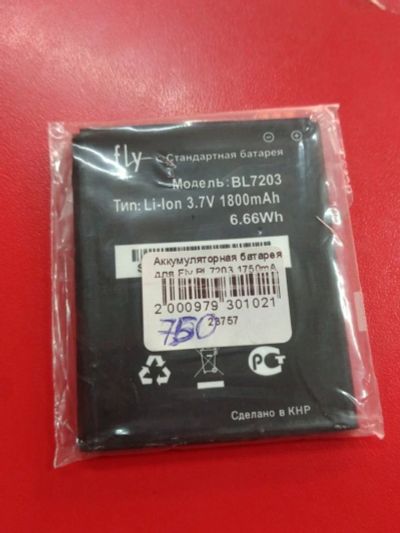 fly Стандартная батарея
Модель: BL7203
Тип: Li-Ion 3.7V 1800mAh
6.66Wh
Аккумуляторная батарея
для Fly BL7203 1750mA
2 000979 301021
28757
750
Сделано в КНР